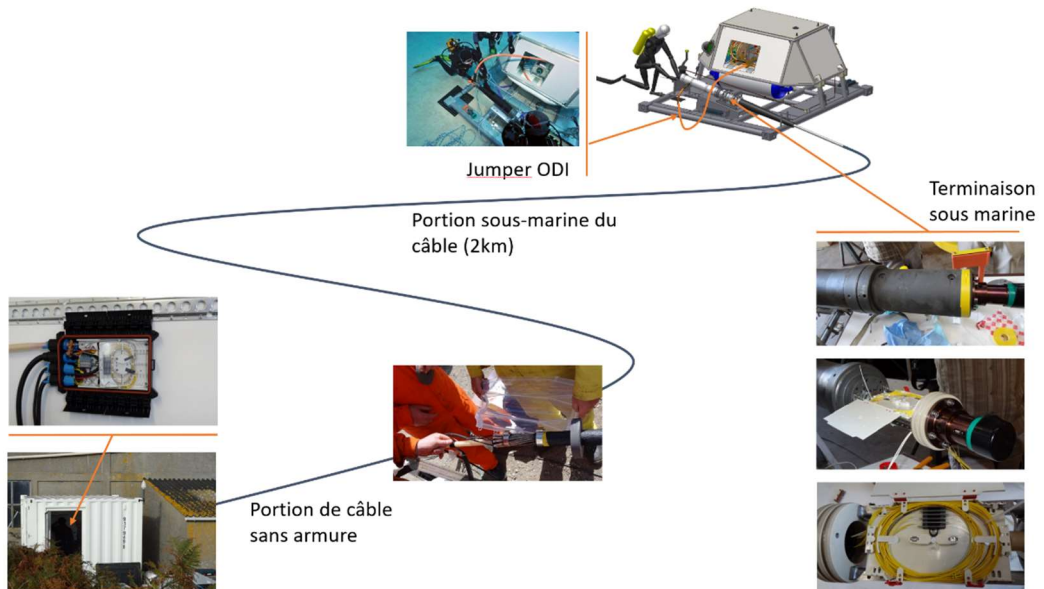 Jumper ODI
Terminaison
sous marine
Portion sous-marine du
câble (2km)
Portion de câble
sans armure